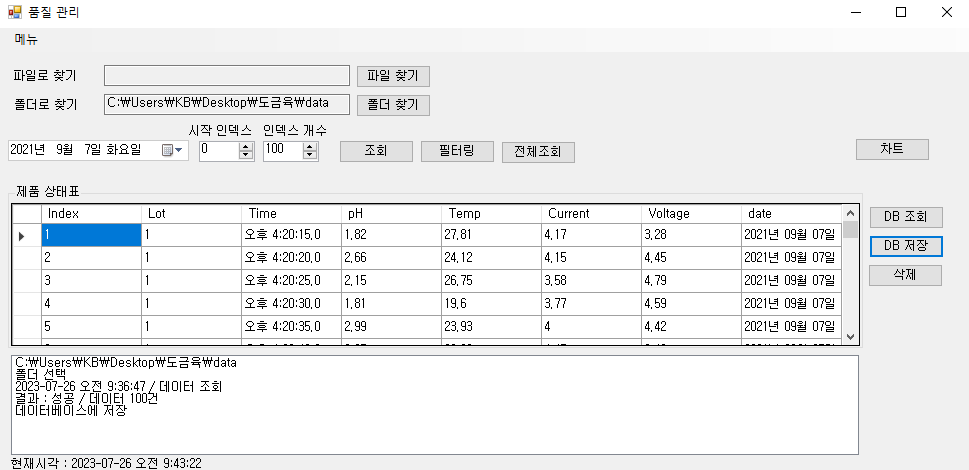 품질 관리
메뉴
파일로 찾기 파일 찾기
폴더로 찾기 C:₩Users₩KB₩Desktop₩도금욕₩data 폴더 찾기
시작 인덱스 인덱스 개수
2021년 9월 7일 화요일 0 100 조회 필터링 전체조회 차트
제품 상태표
Index Lot Time pH Temp Current Voltage date
1 1 오후 4:20:15.0 1.82 27.81 4.17 3.28 2021년 09월 07일
2 1 오후 4:20:20.0 2.66 24.12 4.15 4.45 2021년 09월 07일
3 1 오후 4:20:25.0 2.15 26.75 3.58 4.79 2021년 09월 07일
4 1 오후 4:20:30.0 1.81 19.6 3.77 4.59 2021년 09월 07일
5 1 오후 4:20:35.0 2.99 23.93 4 4.42 2021년 09월 07일
DB 조회
DB 저장
삭제
C:₩Users₩KB₩Desktop₩도금욕₩data
폴더 선택
2023-07-26 오전 9:36:47 / 데이터 조회
결과 : 성공 / 데이터 100건
데이터베이스에 저장
현재시각 : 2023-07-26 오전 9:43:22